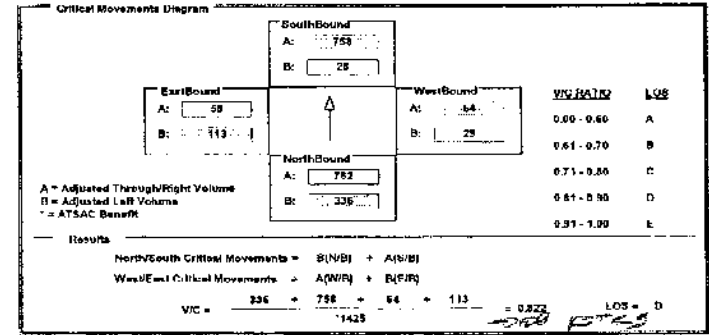 Critical Movements Diagram
SouthBound
A: 758
B: 28
EastBound
A: 58
B: 113
WestBound
A: 64
B: 29
NorthBound
A: 762
B: 336
V/C RATIO LOS
0.00 - 0.60 A
0.61 - 0.70 B
0.71 - 0.80 C
0.81 - 0.90 D
0.91 - 1.00 E
A = Adjusted Through/Right Volume
B = Adjusted Left Volume
* = ATSAC Benefit
Results
North/South Critical Movements = B(N/B) + A(S/B)
West/East Critical Movements = A(W/B) + B(E/B)
V/C = 336 + 758 + 64 + 113 = 0.822 LOS = D
*1425